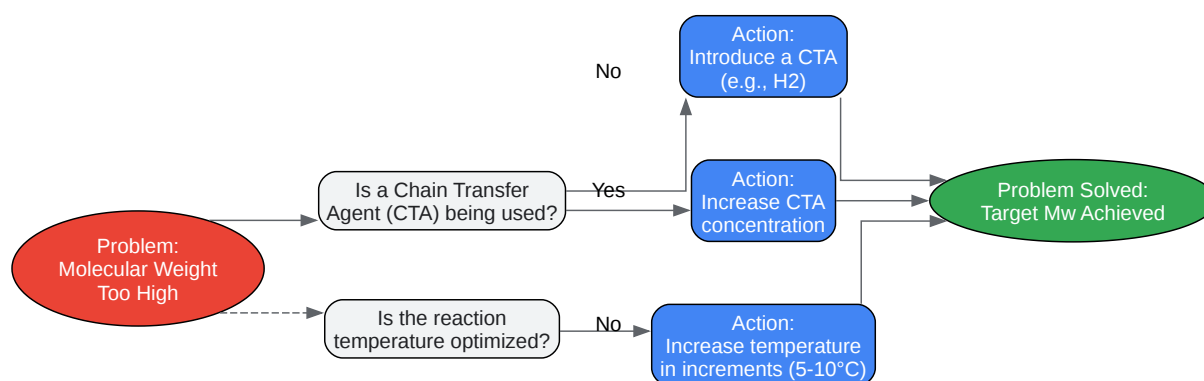 Problem:
Molecular Weight
Too High
Is a Chain Transfer
Agent (CTA) being used?
No
Yes
Action:
Introduce a CTA
(e.g., H2)
Action:
Increase CTA
concentration
Is the reaction
temperature optimized?
No
Action:
Increase temperature
in increments (5-10°C)
Problem Solved:
Target Mw Achieved